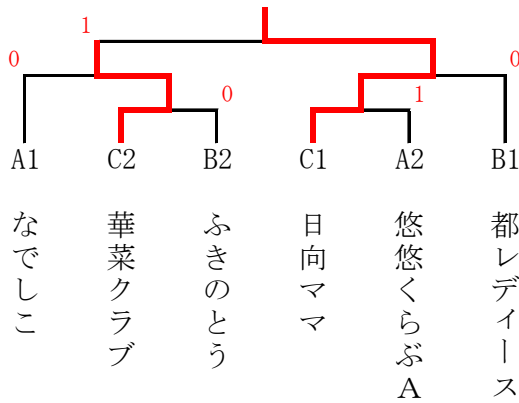 1
0
0
0
1
A1
C2
B2
C1
A2
B1
なでしこ
華菜クラブ
ふきのとう
日向ママ
悠悠くらぶA
都レディース